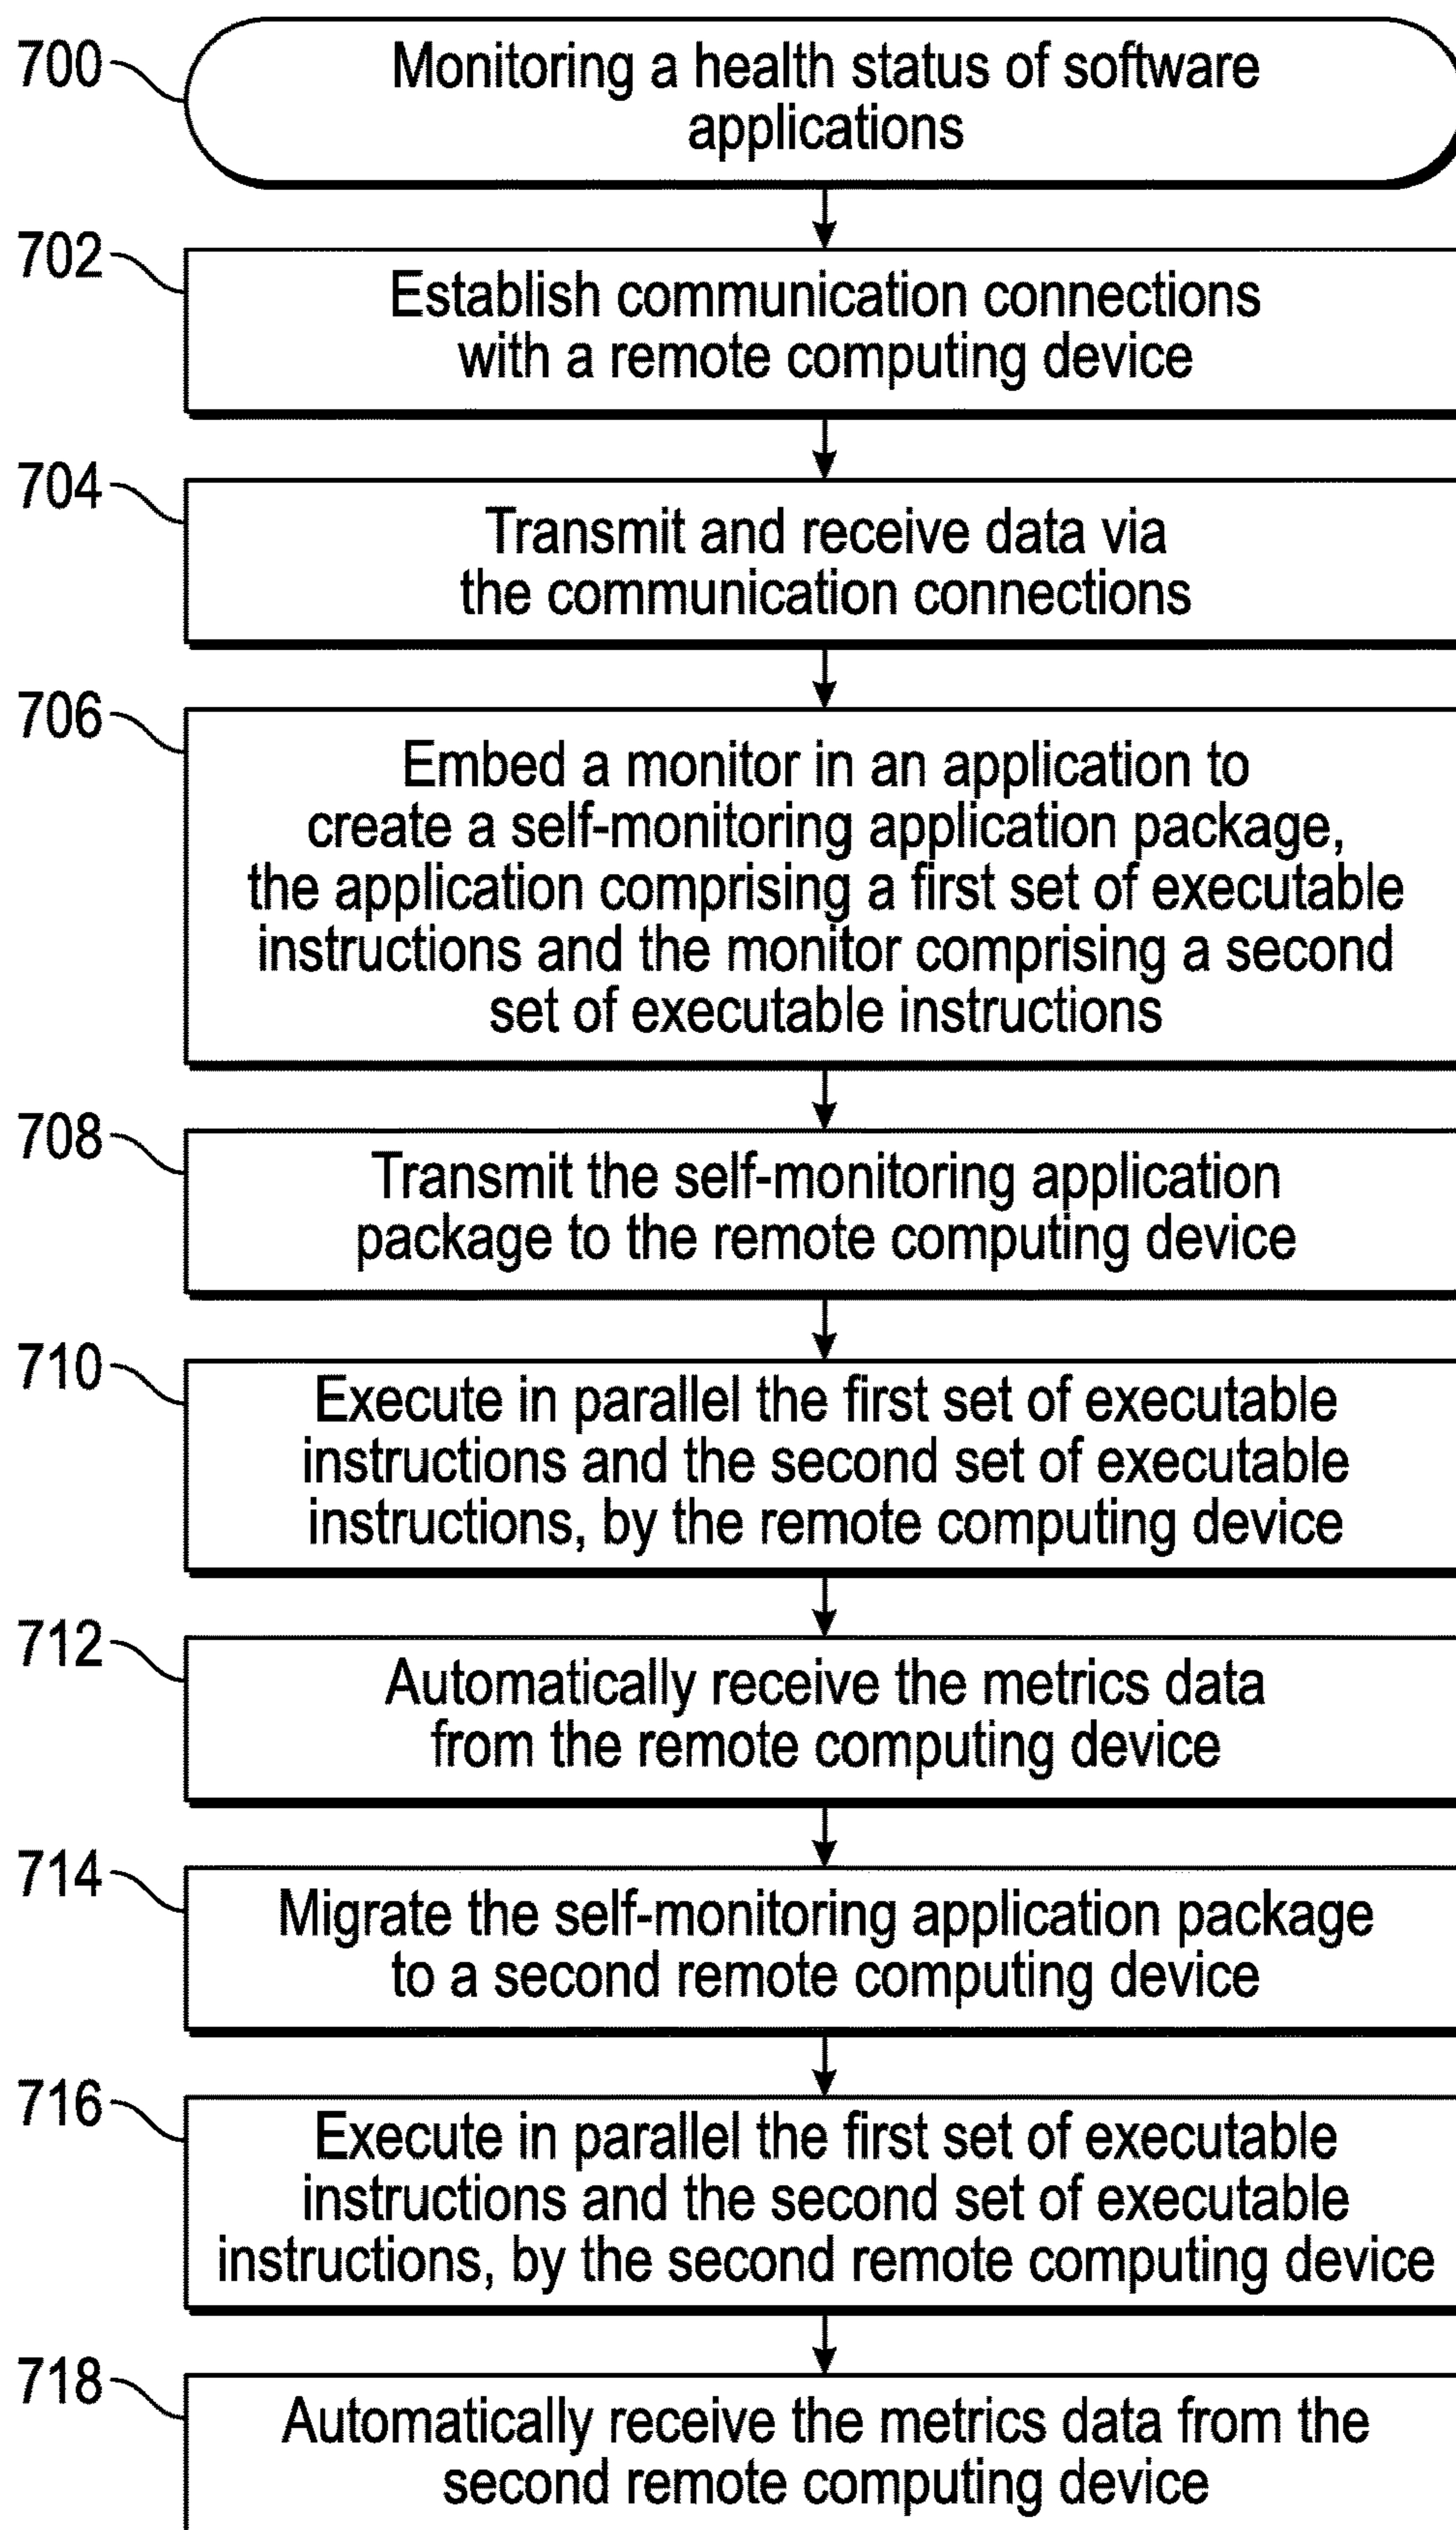 700
Monitoring a health status of software
applications
702
Establish communication connections
with a remote computing device
704
Transmit and receive data via
the communication connections
706
Embed a monitor in an application to
create a self-monitoring application package,
the application comprising a first set of executable
instructions and the monitor comprising a second
set of executable instructions
708
Transmit the self-monitoring application
package to the remote computing device
710
Execute in parallel the first set of executable
instructions and the second set of executable
instructions, by the remote computing device
712
Automatically receive the metrics data
from the remote computing device
714
Migrate the self-monitoring application package
to a second remote computing device
716
Execute in parallel the first set of executable
instructions and the second set of executable
instructions, by the second remote computing device
718
Automatically receive the metrics data from the
second remote computing device